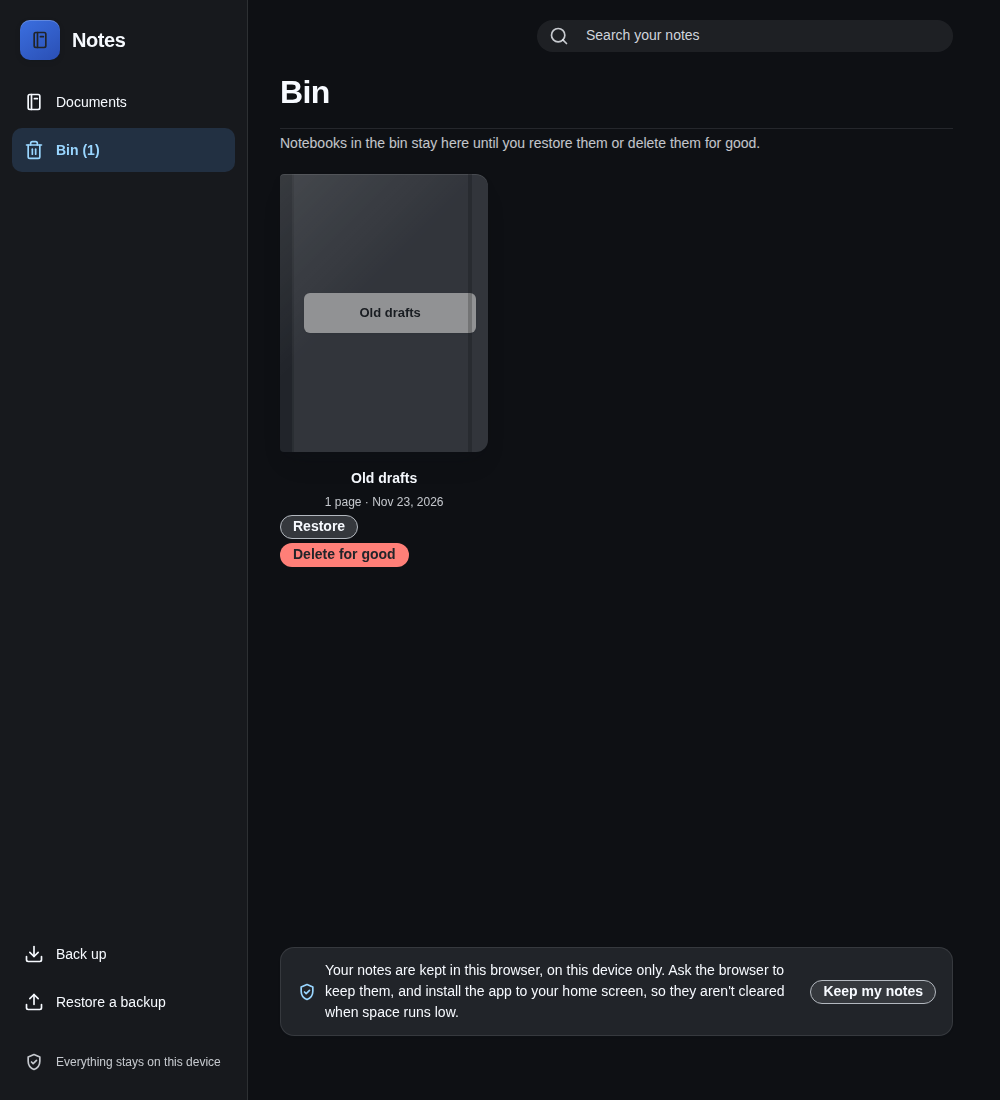 Notes
Search your notes
Documents
Bin (1)
Bin
Notebooks in the bin stay here until you restore them or delete them for good.
Old drafts
Old drafts
1 page · Nov 23, 2026
Restore
Delete for good
Back up
Restore a backup
Everything stays on this device
Your notes are kept in this browser, on this device only. Ask the browser to
keep them, and install the app to your home screen, so they aren't cleared
when space runs low.
Keep my notes